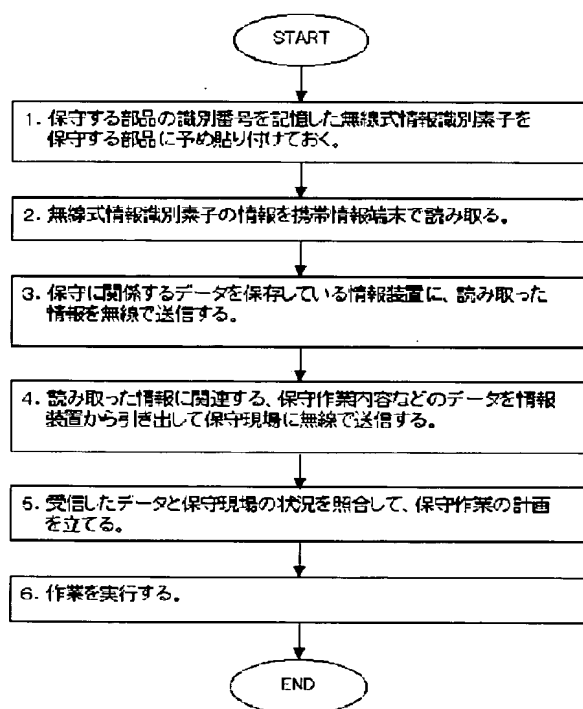 START
1. 保守する部品の識別番号を記憶した無線式情報識別素子を
保守する部品に予め貼り付けておく。
2. 無線式情報識別素子の情報を携帯情報端末で読み取る。
3. 保守に関係するデータを保存している情報装置に、読み取った
情報を無線で送信する。
4. 読み取った情報に関連する、保守作業内容などのデータを情報
装置から引き出して保守現場に無線で送信する。
5. 受信したデータと保守現場の状況を照合して、保守作業の計画
を立てる。
6. 作業を実行する。
END